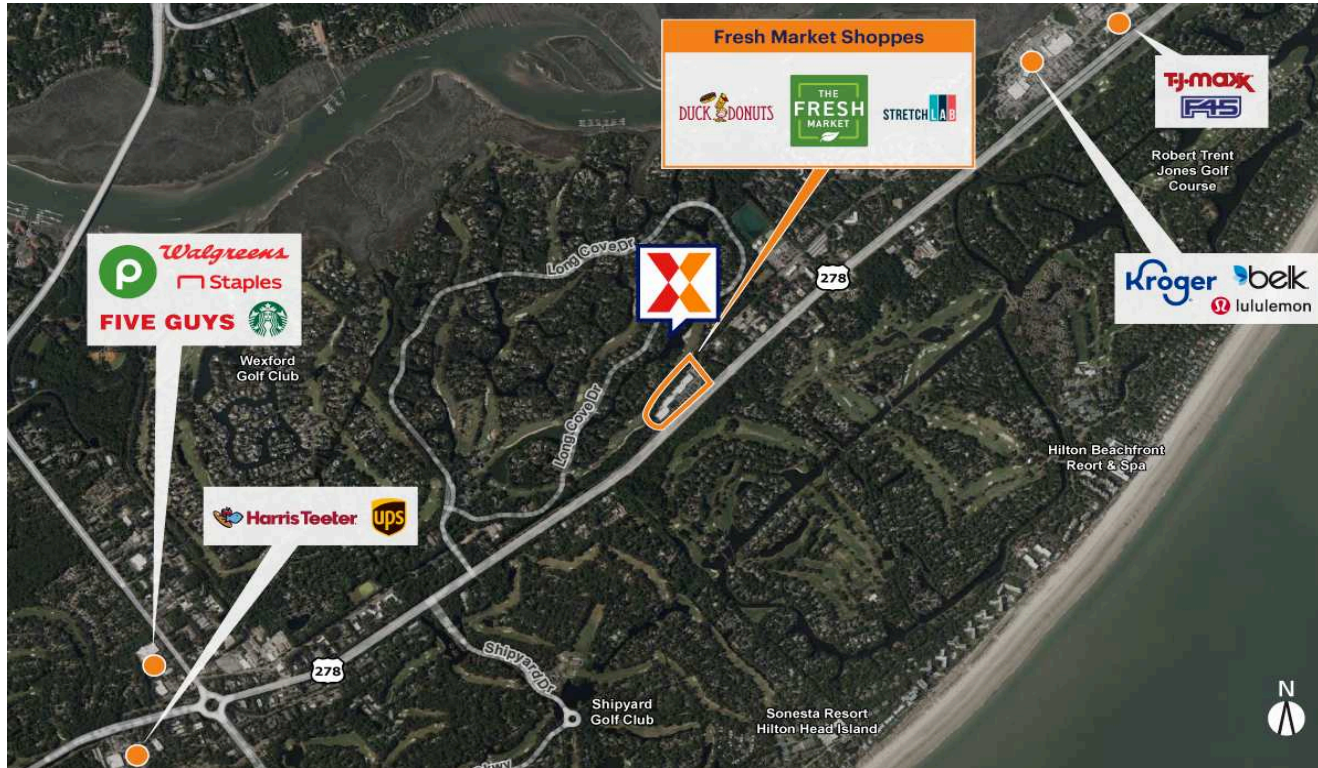 Fresh Market Shoppes
DUCK DONUTS
THE
FRESH
MARKET
STRETCH LAB
T.J.maxx
F45
Robert Trent
Jones Golf
Course
Kroger
belk
lululemon
278
Long Cove Dr
Walgreens
Staples
FIVE GUYS
Wexford
Golf Club
Long Cove Dr
Hilton Beachfront
Reort & Spa
Harris Teeter
ups
278
Shipyard Dr
Shipyard
Golf Club
Sonesta Resort
Hilton Head Island
N